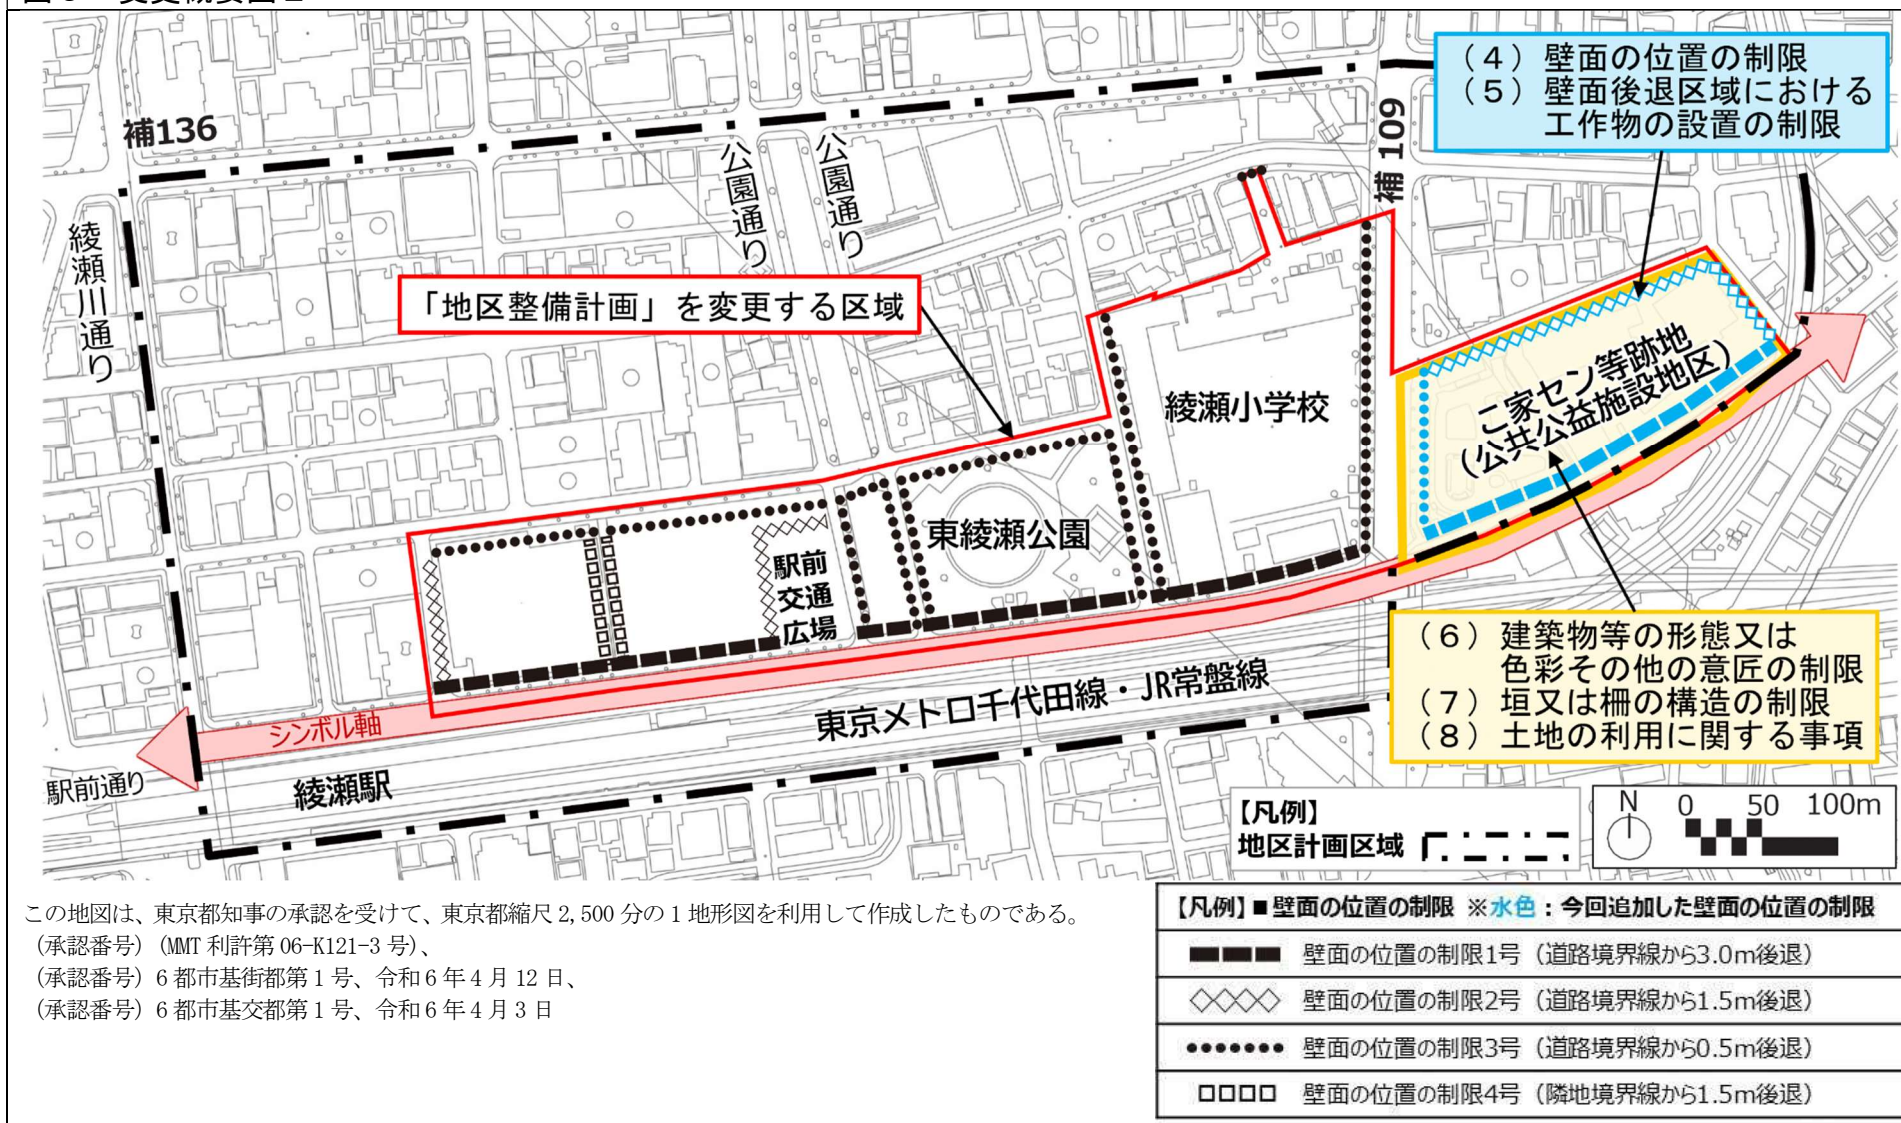 （4）壁面の位置の制限
（5）壁面後退区域における
工作物の設置の制限
補136
公園通り
公園通り
補 109
綾瀬川通り
「地区整備計画」を変更する区域
綾瀬小学校
こ家セン等跡地
（公共公益施設地区）
東綾瀬公園
駅前
交通
広場
（6）建築物等の形態又は
色彩その他の意匠の制限
（7）垣又は柵の構造の制限
（8）土地の利用に関する事項
東京メトロ千代田線・JR常盤線
シンボル軸
駅前通り
綾瀬駅
【凡例】
地区計画区域
N
0 50 100m
この地図は、東京都知事の承認を受けて、東京都縮尺 2,500 分の 1 地形図を利用して作成したものである。
（承認番号）（MMT 利許第 06-K121-3 号）、
（承認番号）6 都市基街都第 1 号、令和 6 年 4 月 12 日、
（承認番号）6 都市基交都第 1 号、令和 6 年 4 月 3 日
【凡例】■壁面の位置の制限 ※水色：今回追加した壁面の位置の制限
壁面の位置の制限1号（道路境界線から3.0m後退）
壁面の位置の制限2号（道路境界線から1.5m後退）
壁面の位置の制限3号（道路境界線から0.5m後退）
壁面の位置の制限4号（隣地境界線から1.5m後退）